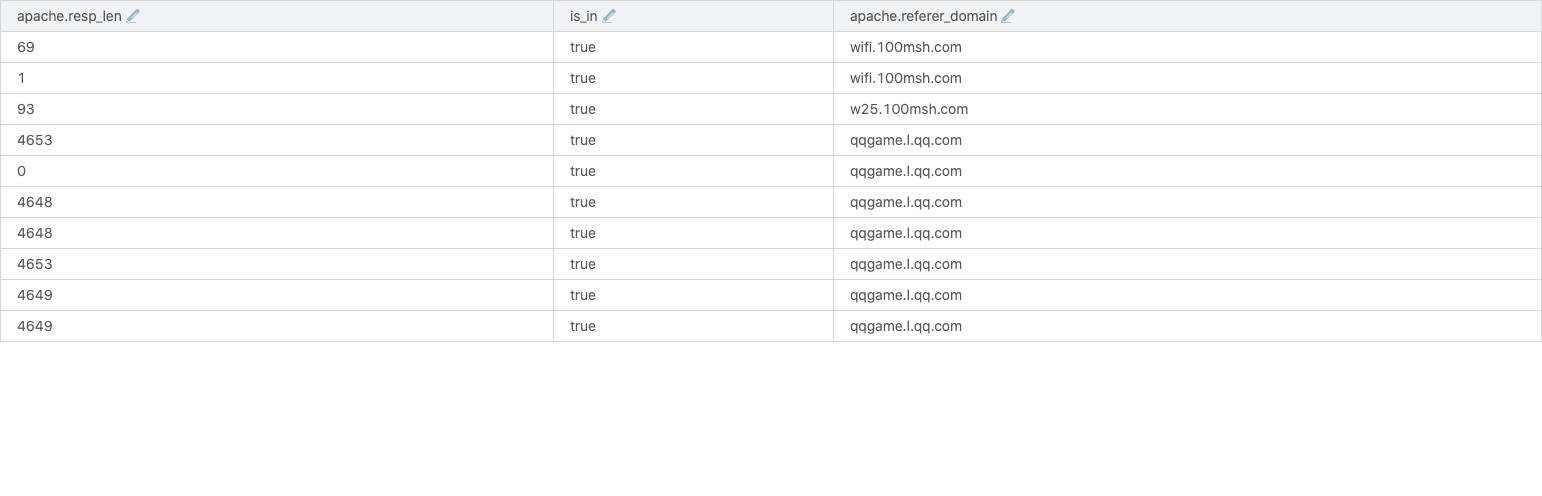 apache.resp_len is_in apache.referer_domain
69 true wifi.100msh.com
1 true wifi.100msh.com
93 true w25.100msh.com
4653 true qqgame.l.qq.com
0 true qqgame.l.qq.com
4648 true qqgame.l.qq.com
4648 true qqgame.l.qq.com
4653 true qqgame.l.qq.com
4649 true qqgame.l.qq.com
4649 true qqgame.l.qq.com